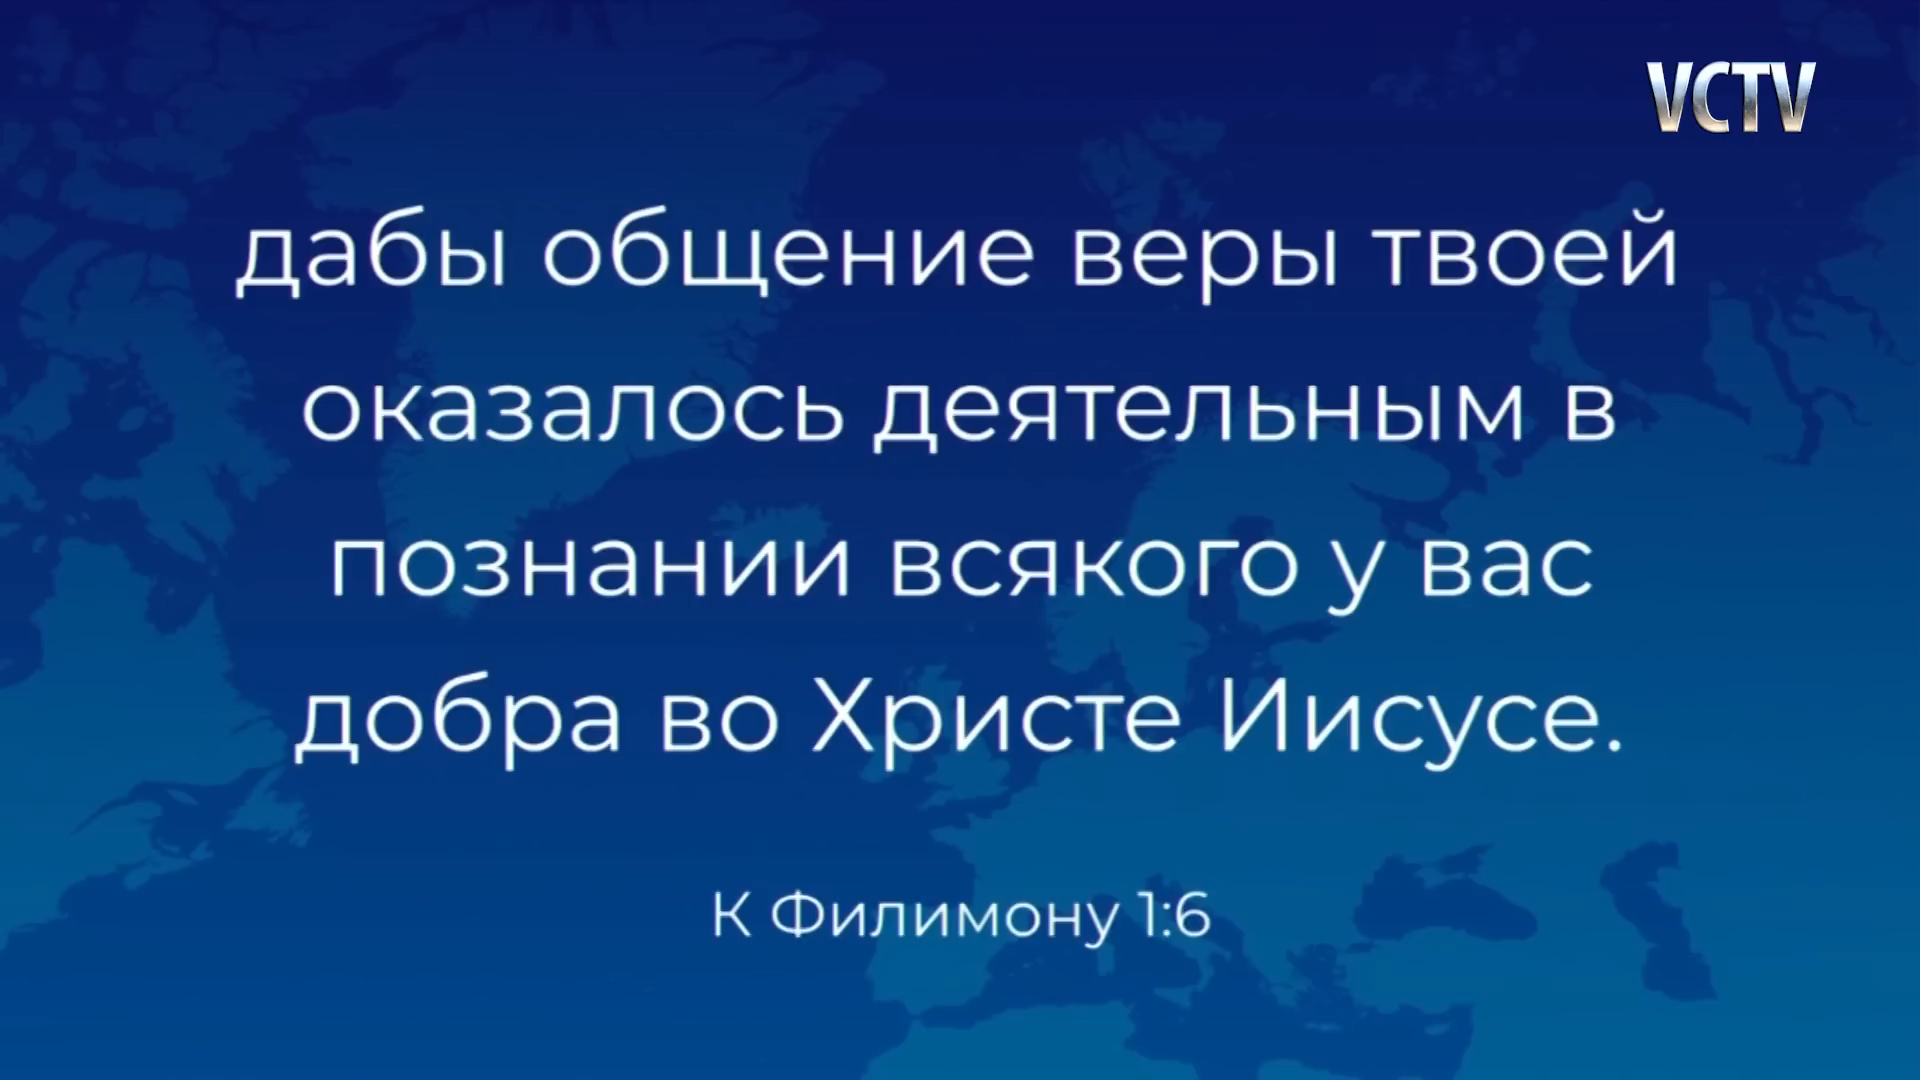 VCTV
дабы общение веры твоей
оказалось деятельным в
познании всякого у вас
добра во Христе Иисусе.
К Филимону 1:6